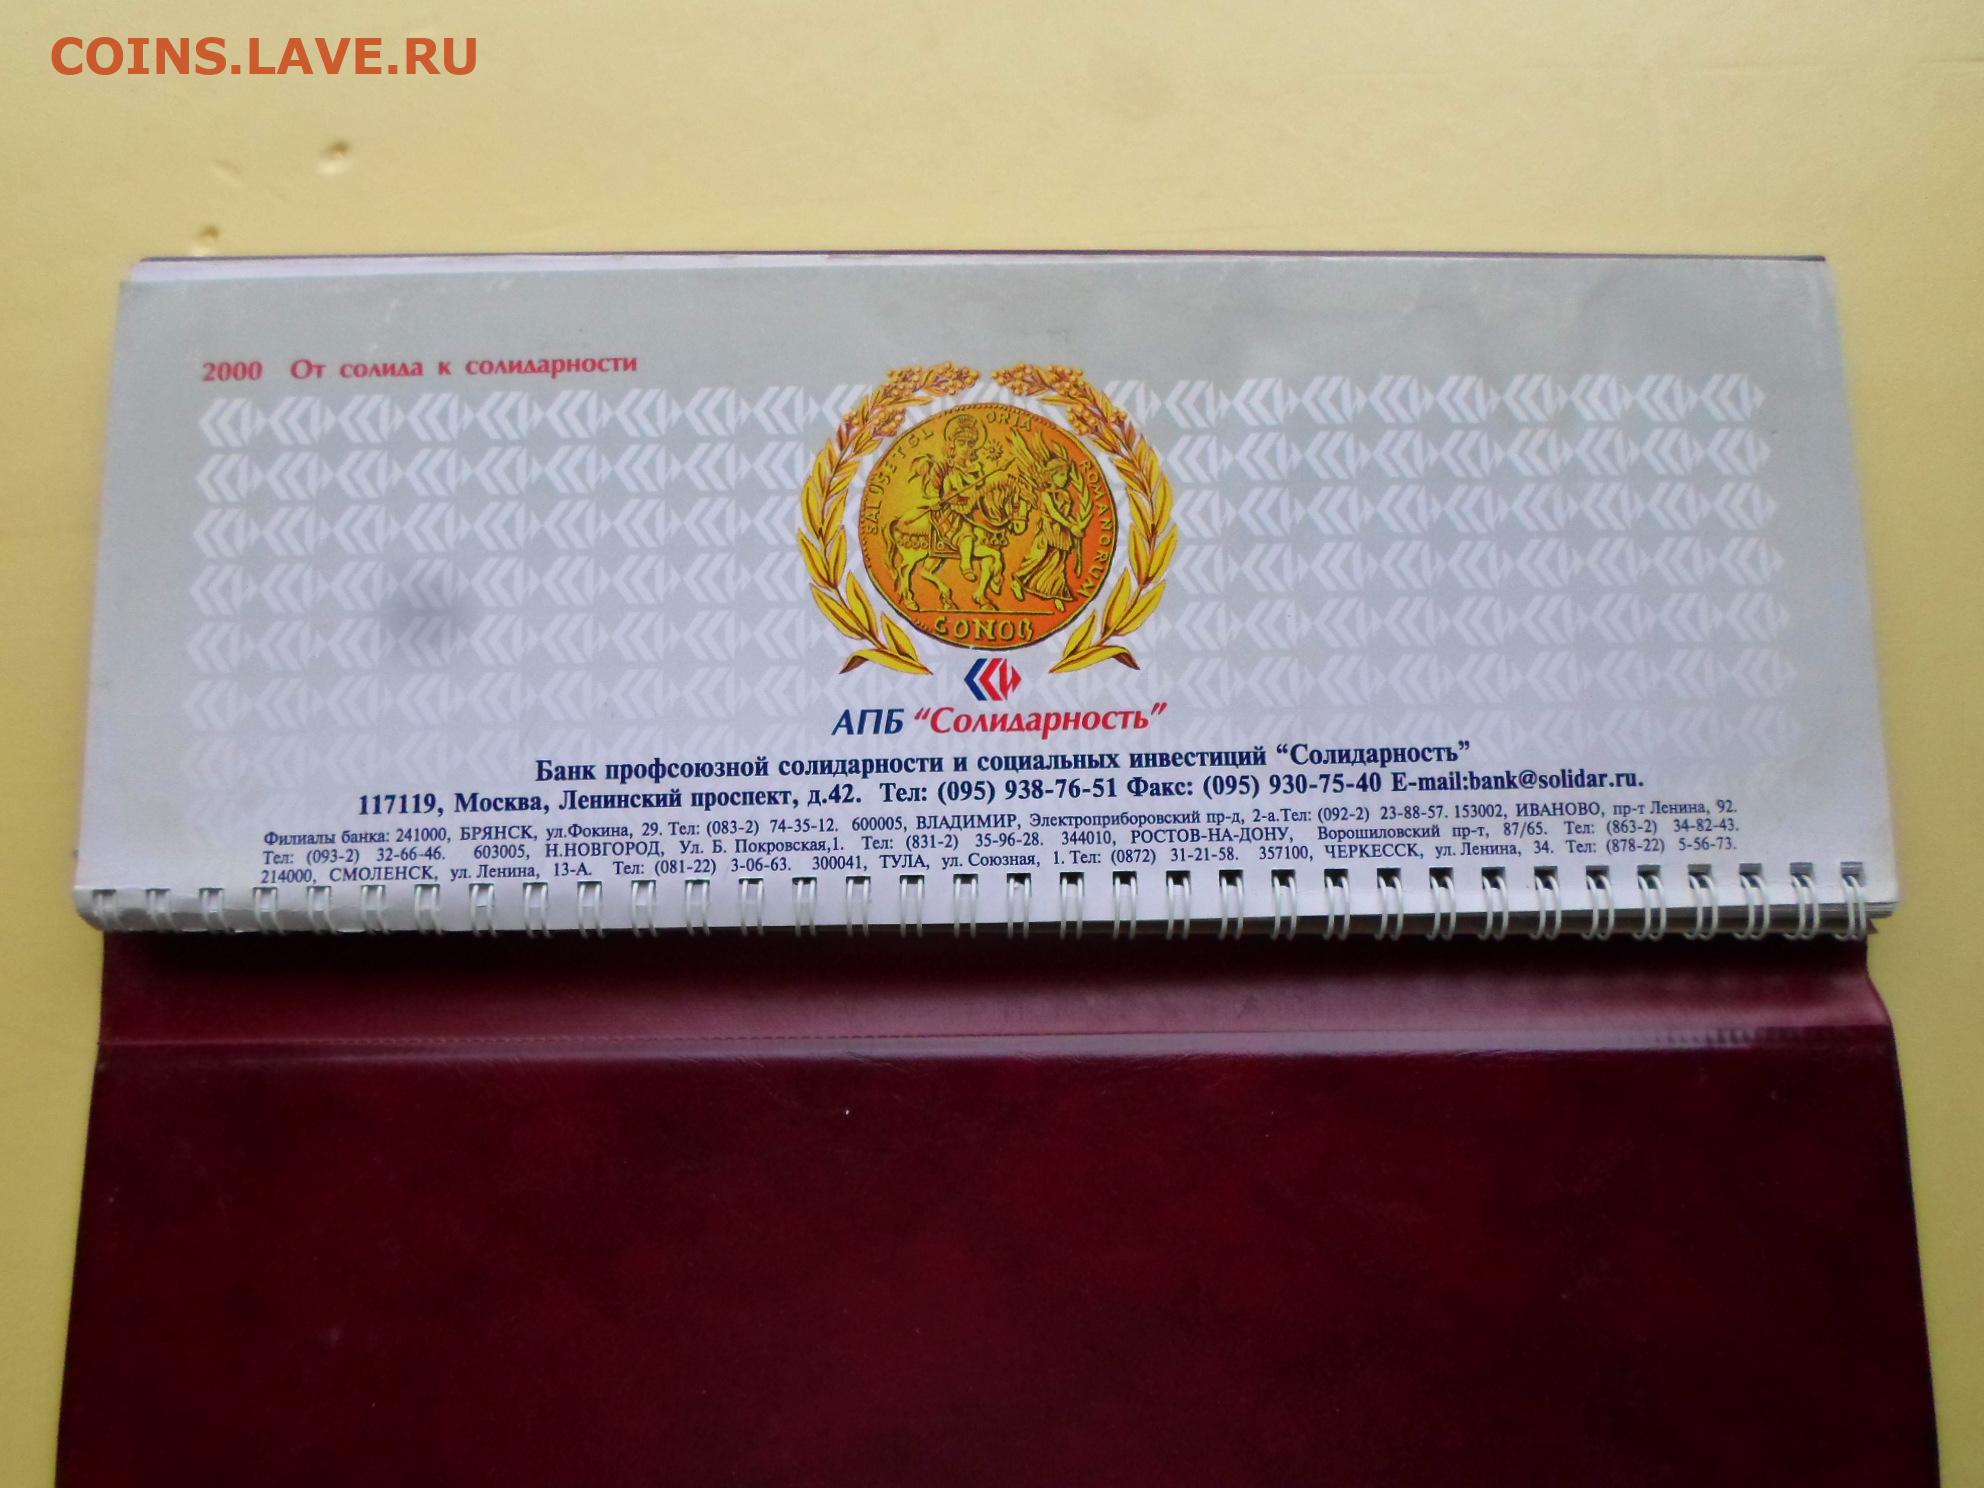 COINS.LAVE.RU
2000 От солида к солидарности
SALUS ET GLORIA ROMANORUM
CONOB
АПБ “Солидарность”
Банк профсоюзной солидарности и социальных инвестиций “Солидарность”
117119, Москва, Ленинский проспект, д.42. Тел: (095) 938-76-51 Факс: (095) 930-75-40 E-mail:bank@solidar.ru.
Филиалы банка: 241000, БРЯНСК, ул.Фокина, 29. Тел: (083-2) 74-35-12. 600005, ВЛАДИМИР, Электроприборовский пр-д, 2-а.Тел: (092-2) 23-88-57. 153002, ИВАНОВО, пр-т Ленина, 92.
Тел: (093-2) 32-66-46. 603005, Н.НОВГОРОД, Ул. Б. Покровская,1. Тел: (831-2) 35-96-28. 344010, РОСТОВ-НА-ДОНУ, Ворошиловский пр-т, 87/65. Тел: (863-2) 34-82-43.
214000, СМОЛЕНСК, ул. Ленина, 13-А. Тел: (081-22) 3-06-63. 300041, ТУЛА, ул. Союзная, 1. Тел: (0872) 31-21-58. 357100, ЧЕРКЕССК, ул. Ленина, 34. Тел: (878-22) 5-56-73.